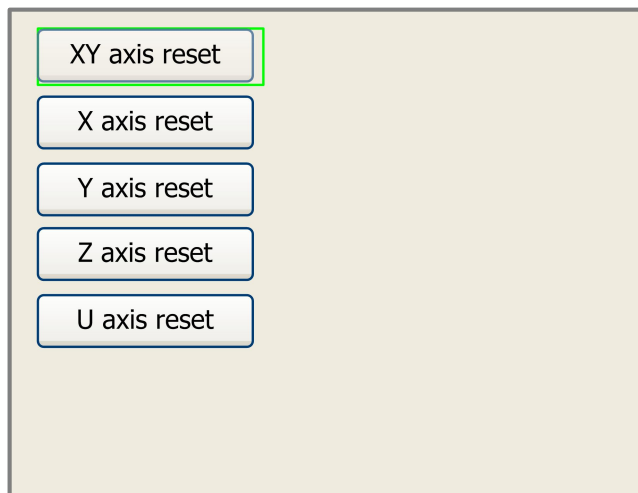 XY axis reset
X axis reset
Y axis reset
Z axis reset
U axis reset